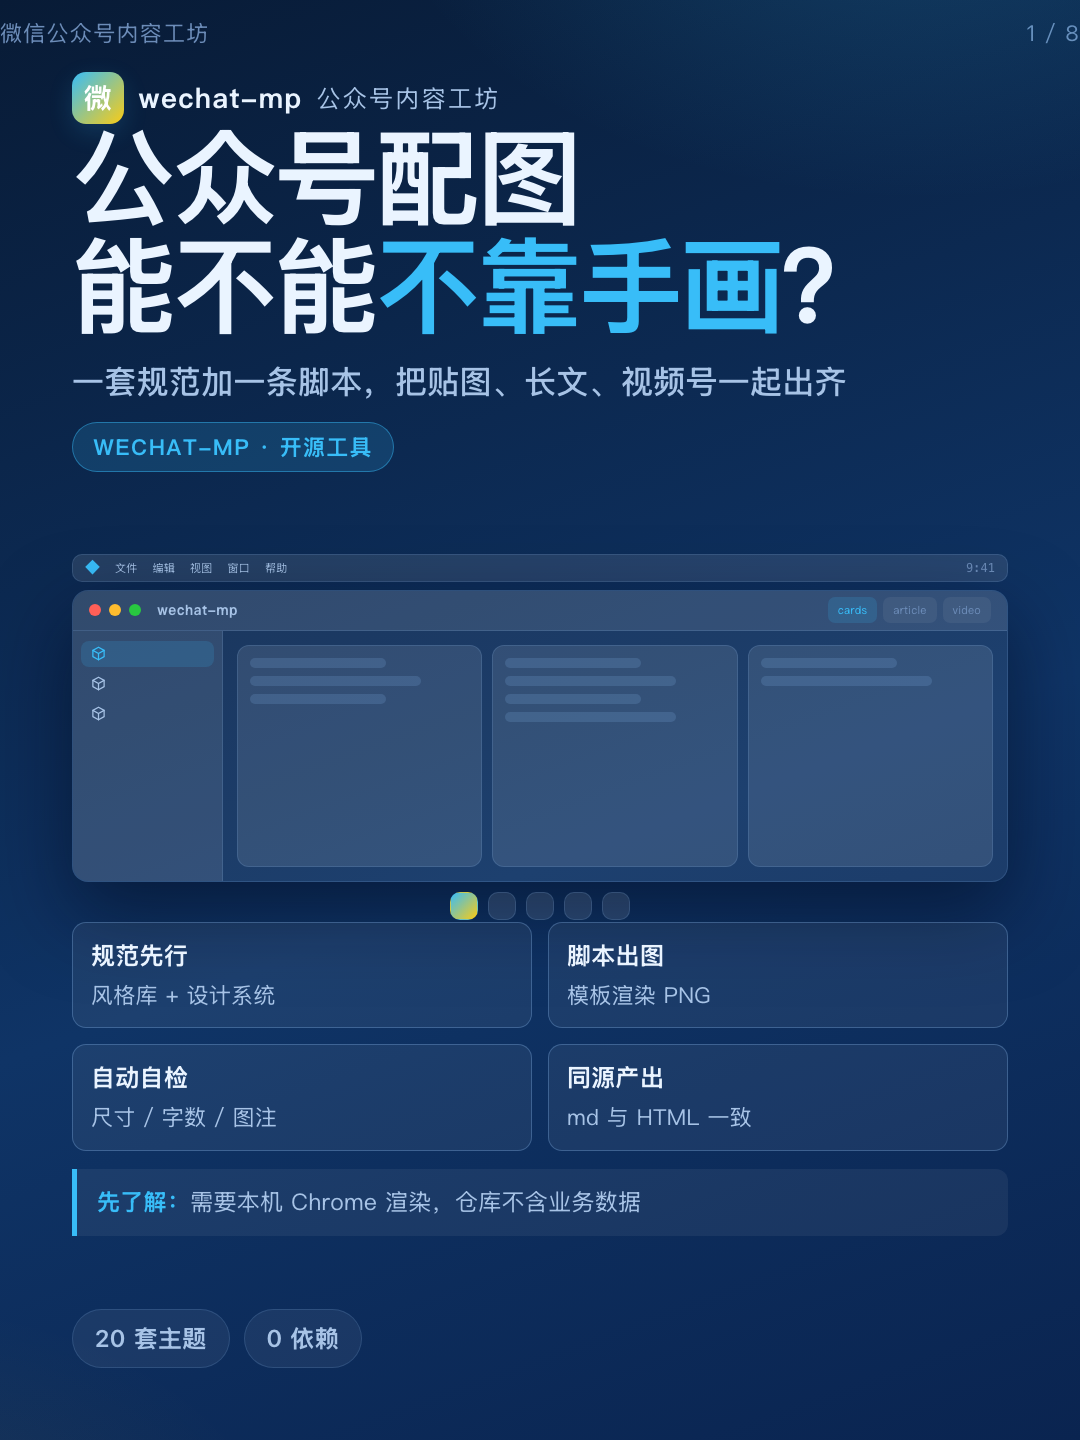 微信公众号内容工坊
1 / 8
微 wechat-mp 公众号内容工坊
公众号配图
能不能不靠手画?
一套规范加一条脚本，把贴图、长文、视频号一起出齐
WECHAT-MP · 开源工具
文件 编辑 视图 窗口 帮助 9:41
wechat-mp cards article video
规范先行
风格库 + 设计系统
脚本出图
模板渲染 PNG
自动自检
尺寸 / 字数 / 图注
同源产出
md 与 HTML 一致
先了解：需要本机 Chrome 渲染，仓库不含业务数据
20 套主题
0 依赖